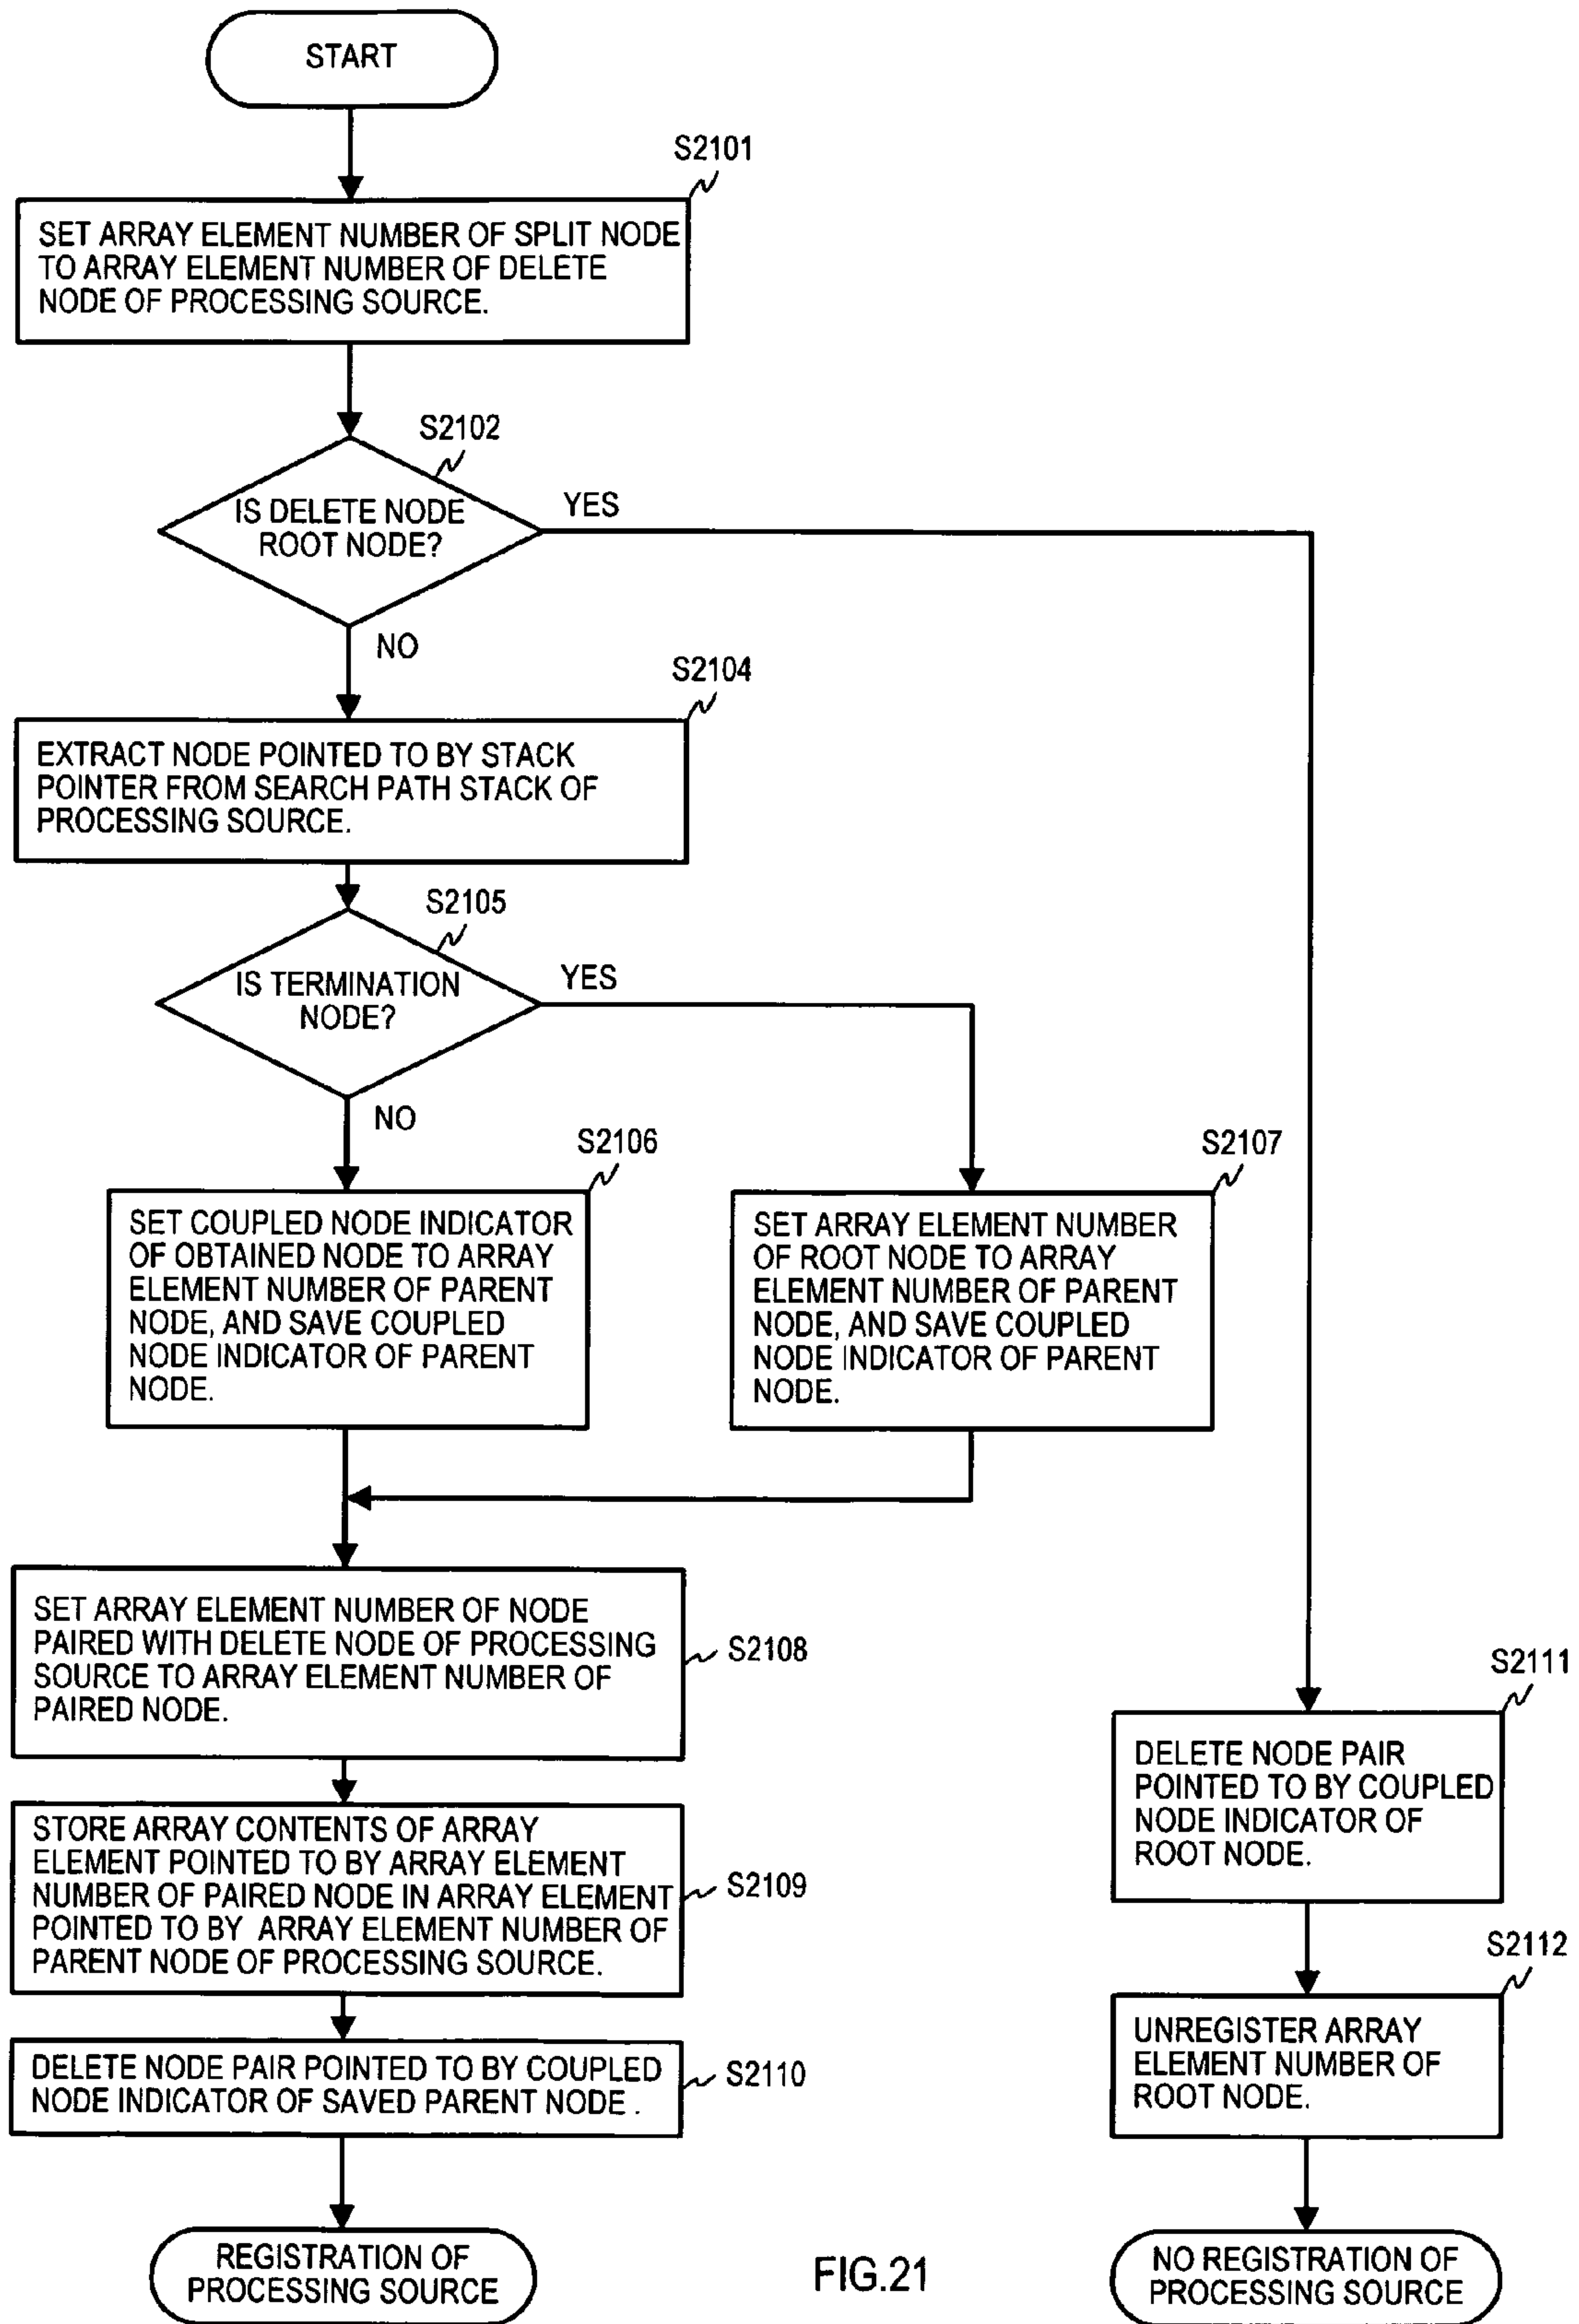 START
S2101
SET ARRAY ELEMENT NUMBER OF SPLIT NODE
TO ARRAY ELEMENT NUMBER OF DELETE
NODE OF PROCESSING SOURCE.
S2102
IS DELETE NODE
ROOT NODE?
YES
NO
S2104
EXTRACT NODE POINTED TO BY STACK
POINTER FROM SEARCH PATH STACK OF
PROCESSING SOURCE.
S2105
IS TERMINATION
NODE?
YES
NO
S2106
SET COUPLED NODE INDICATOR
OF OBTAINED NODE TO ARRAY
ELEMENT NUMBER OF PARENT
NODE, AND SAVE COUPLED
NODE INDICATOR OF PARENT
NODE.
S2107
SET ARRAY ELEMENT NUMBER
OF ROOT NODE TO ARRAY
ELEMENT NUMBER OF PARENT
NODE, AND SAVE COUPLED
NODE INDICATOR OF PARENT
NODE.
SET ARRAY ELEMENT NUMBER OF NODE
PAIRED WITH DELETE NODE OF PROCESSING
SOURCE TO ARRAY ELEMENT NUMBER OF
PAIRED NODE.
S2108
STORE ARRAY CONTENTS OF ARRAY
ELEMENT POINTED TO BY ARRAY ELEMENT
NUMBER OF PAIRED NODE IN ARRAY ELEMENT
POINTED TO BY ARRAY ELEMENT NUMBER OF
PARENT NODE OF PROCESSING SOURCE.
S2109
DELETE NODE PAIR POINTED TO BY COUPLED
NODE INDICATOR OF SAVED PARENT NODE .
S2110
REGISTRATION OF
PROCESSING SOURCE
S2111
DELETE NODE PAIR
POINTED TO BY COUPLED
NODE INDICATOR OF
ROOT NODE.
S2112
UNREGISTER ARRAY
ELEMENT NUMBER OF
ROOT NODE.
NO REGISTRATION OF
PROCESSING SOURCE
FIG.21